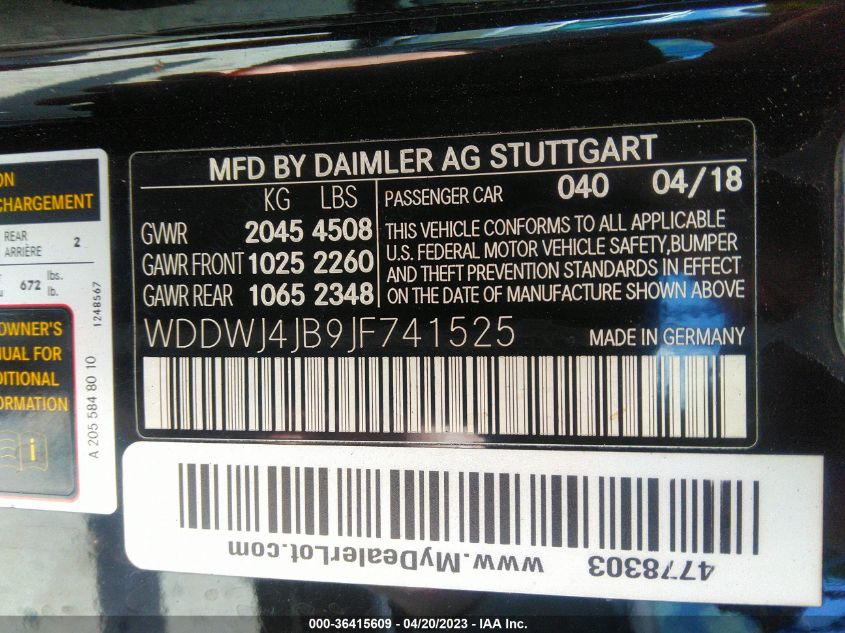 ON
CHARGEMENT
REAR
ARRIÈRE 2
672 lbs.
lb.
OWNER'S
FOR
1248567
A 205 584 80 10
MFD BY DAIMLER AG STUTTGART
KG LBS
GVWR 2045 4508
GAWR FRONT 1025 2260
GAWR REAR 1065 2348
PASSENGER CAR 040 04/18
THIS VEHICLE CONFORMS TO ALL APPLICABLE
U.S. FEDERAL MOTOR VEHICLE SAFETY,BUMPER
AND THEFT PREVENTION STANDARDS IN EFFECT
ON THE DATE OF MANUFACTURE SHOWN ABOVE
WDDWJ4JB9JF741525 MADE IN GERMANY
4778303 www.MyDealerLot.com
000-36415609 - 04/20/2023 - IAA Inc.